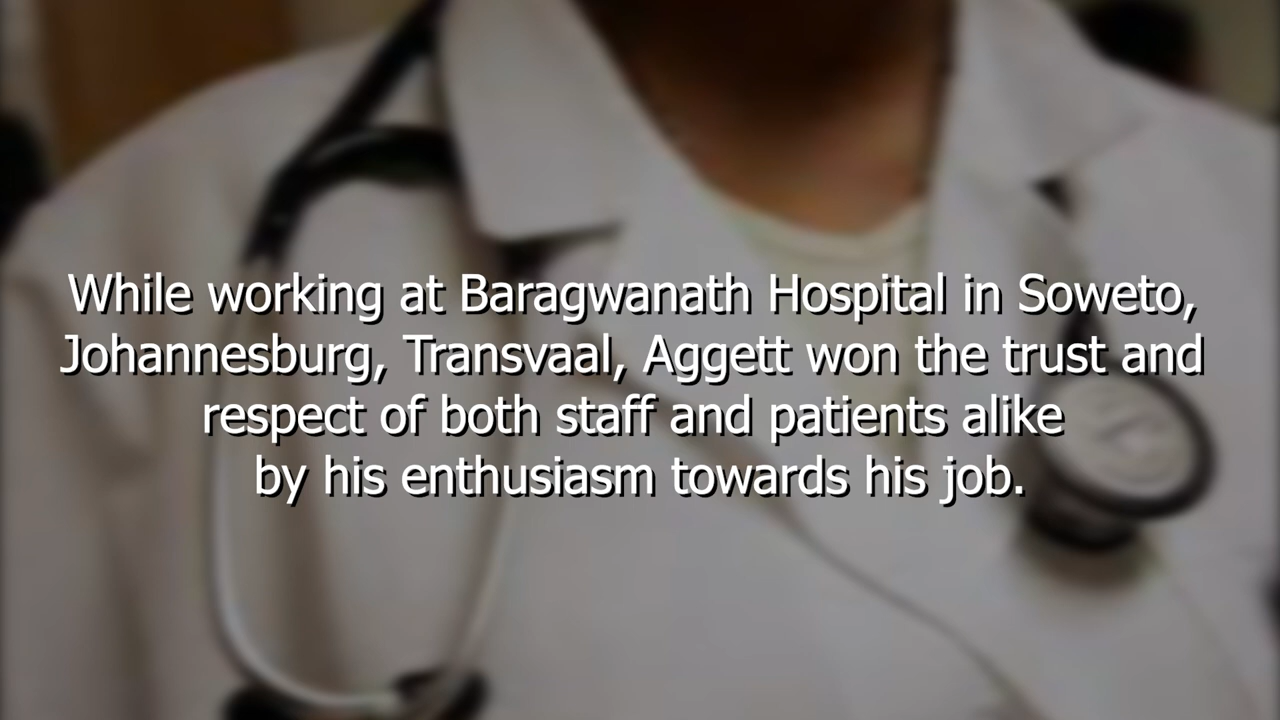 While working at Baragwanath Hospital in Soweto,
Johannesburg, Transvaal, Aggett won the trust and
respect of both staff and patients alike
by his enthusiasm towards his job.